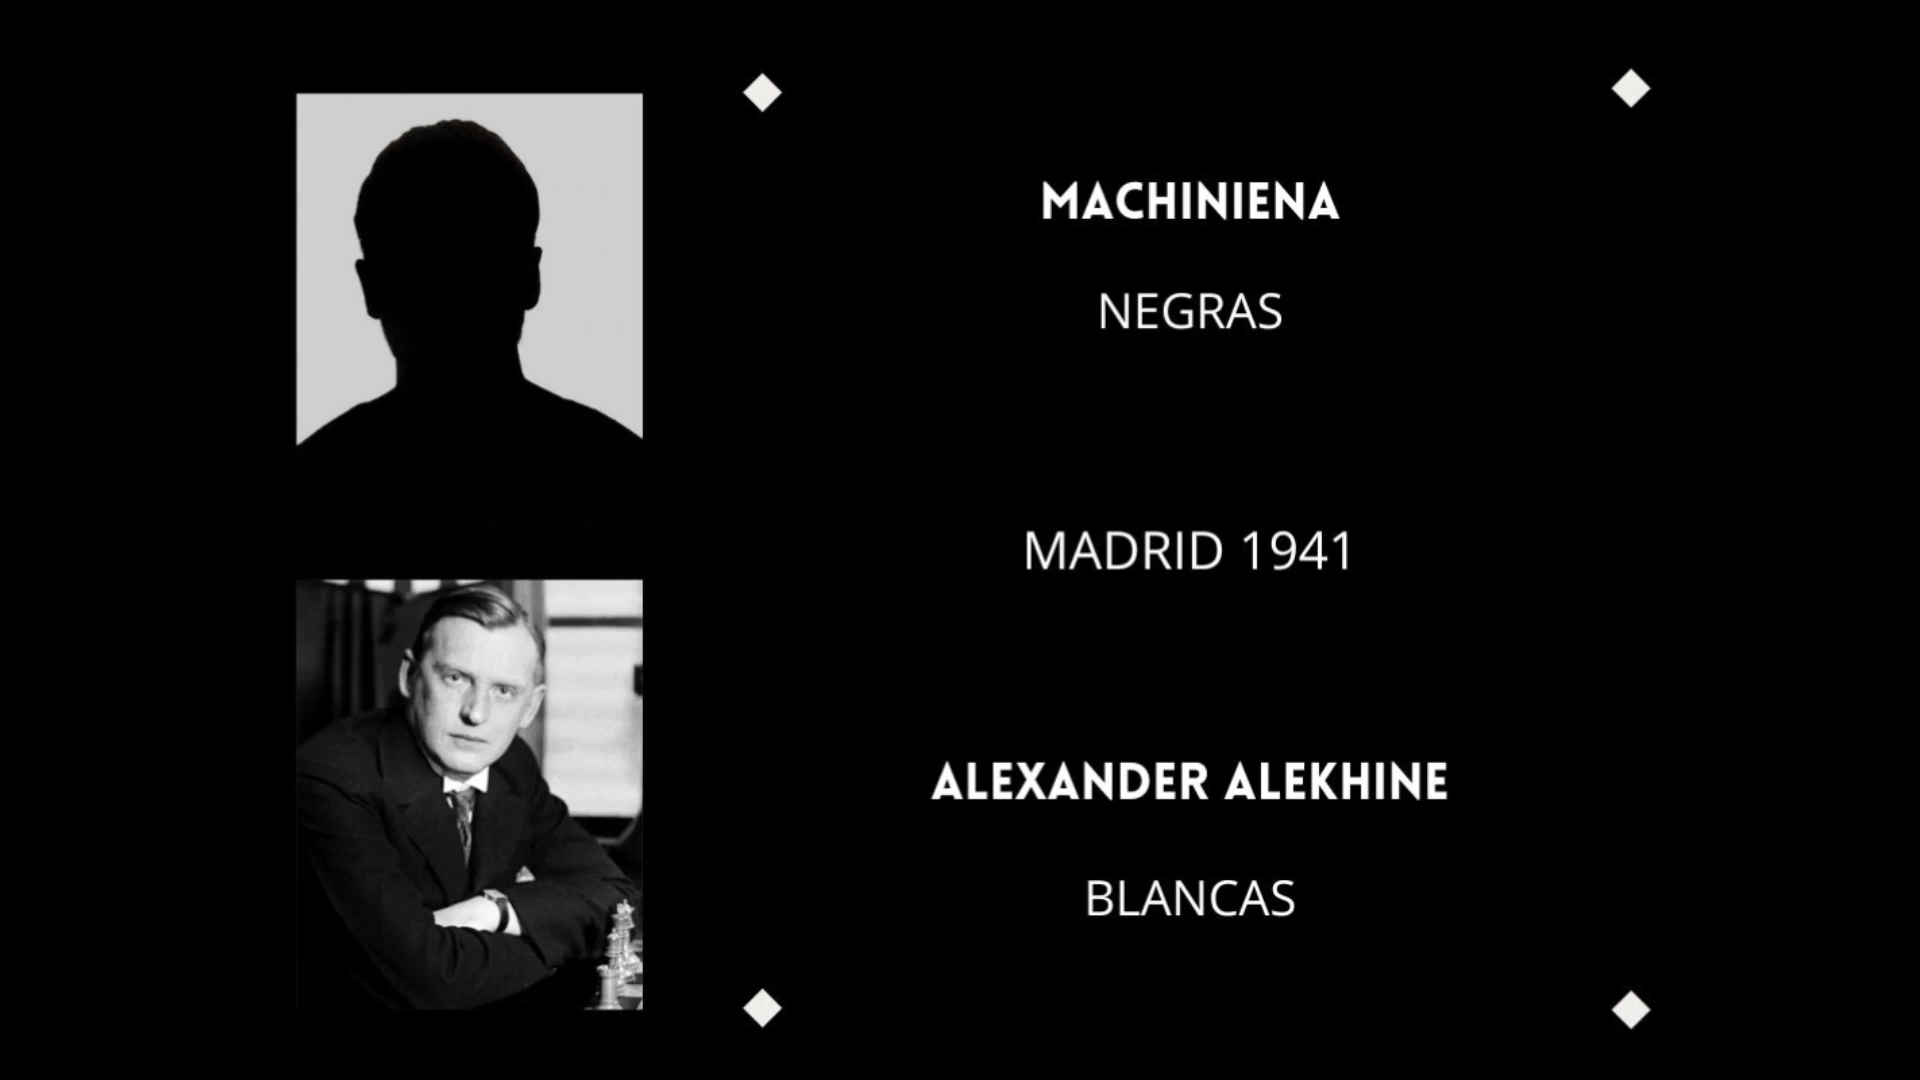 MACHINIENA
NEGRAS
MADRID 1941
ALEXANDER ALEKHINE
BLANCAS